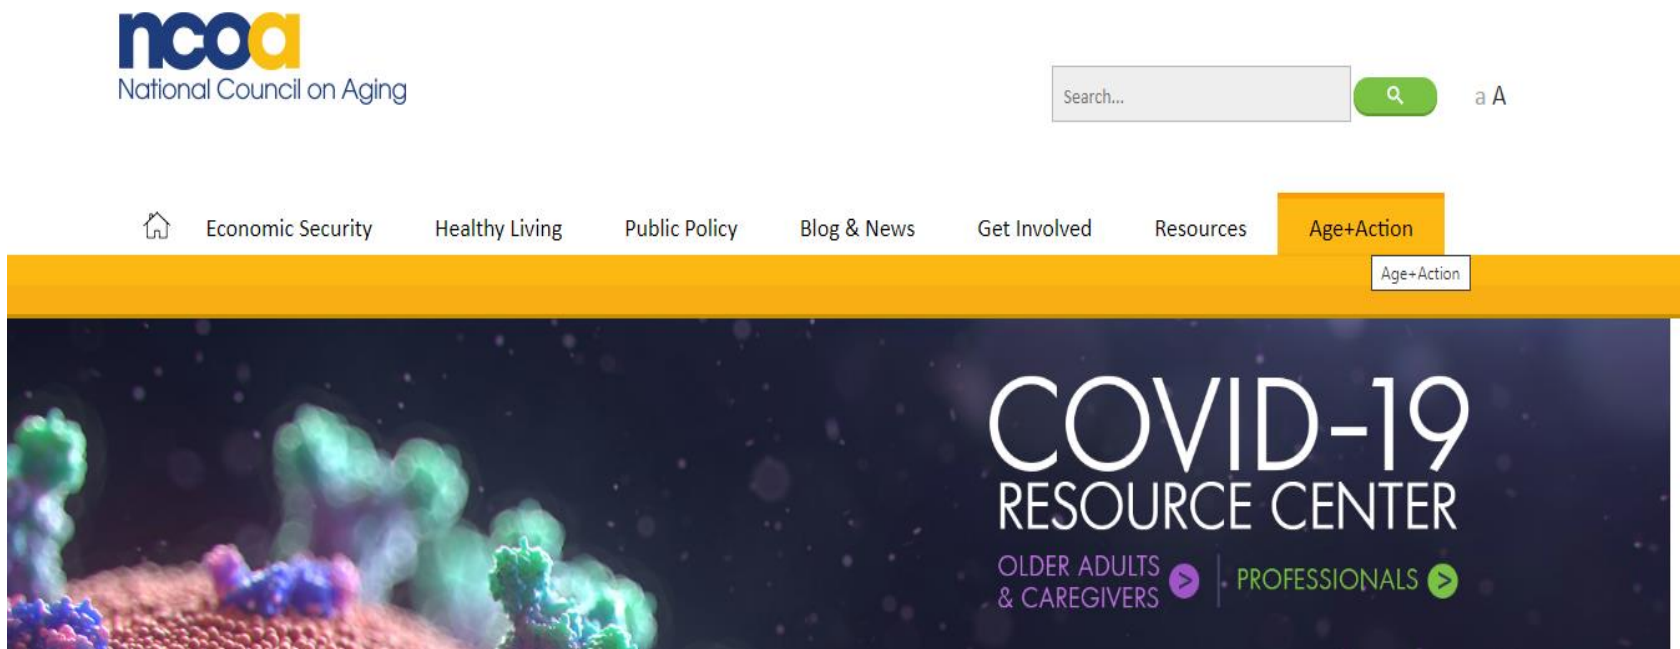 ncoa
National Council on Aging
Search...
a A
Economic Security Healthy Living Public Policy Blog & News Get Involved Resources Age+Action
Age+Action
COVID-19
RESOURCE CENTER
OLDER ADULTS
& CAREGIVERS
PROFESSIONALS